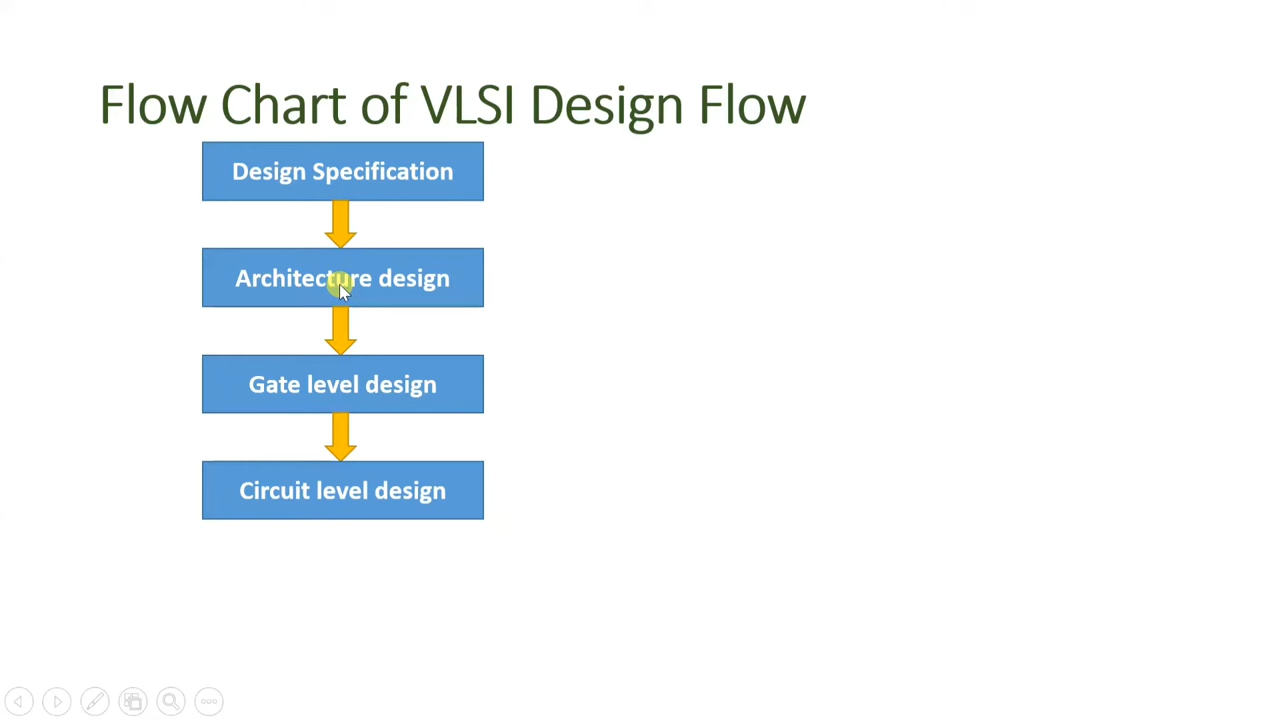 Flow Chart of VLSI Design Flow
Design Specification
Architecture design
Gate level design
Circuit level design